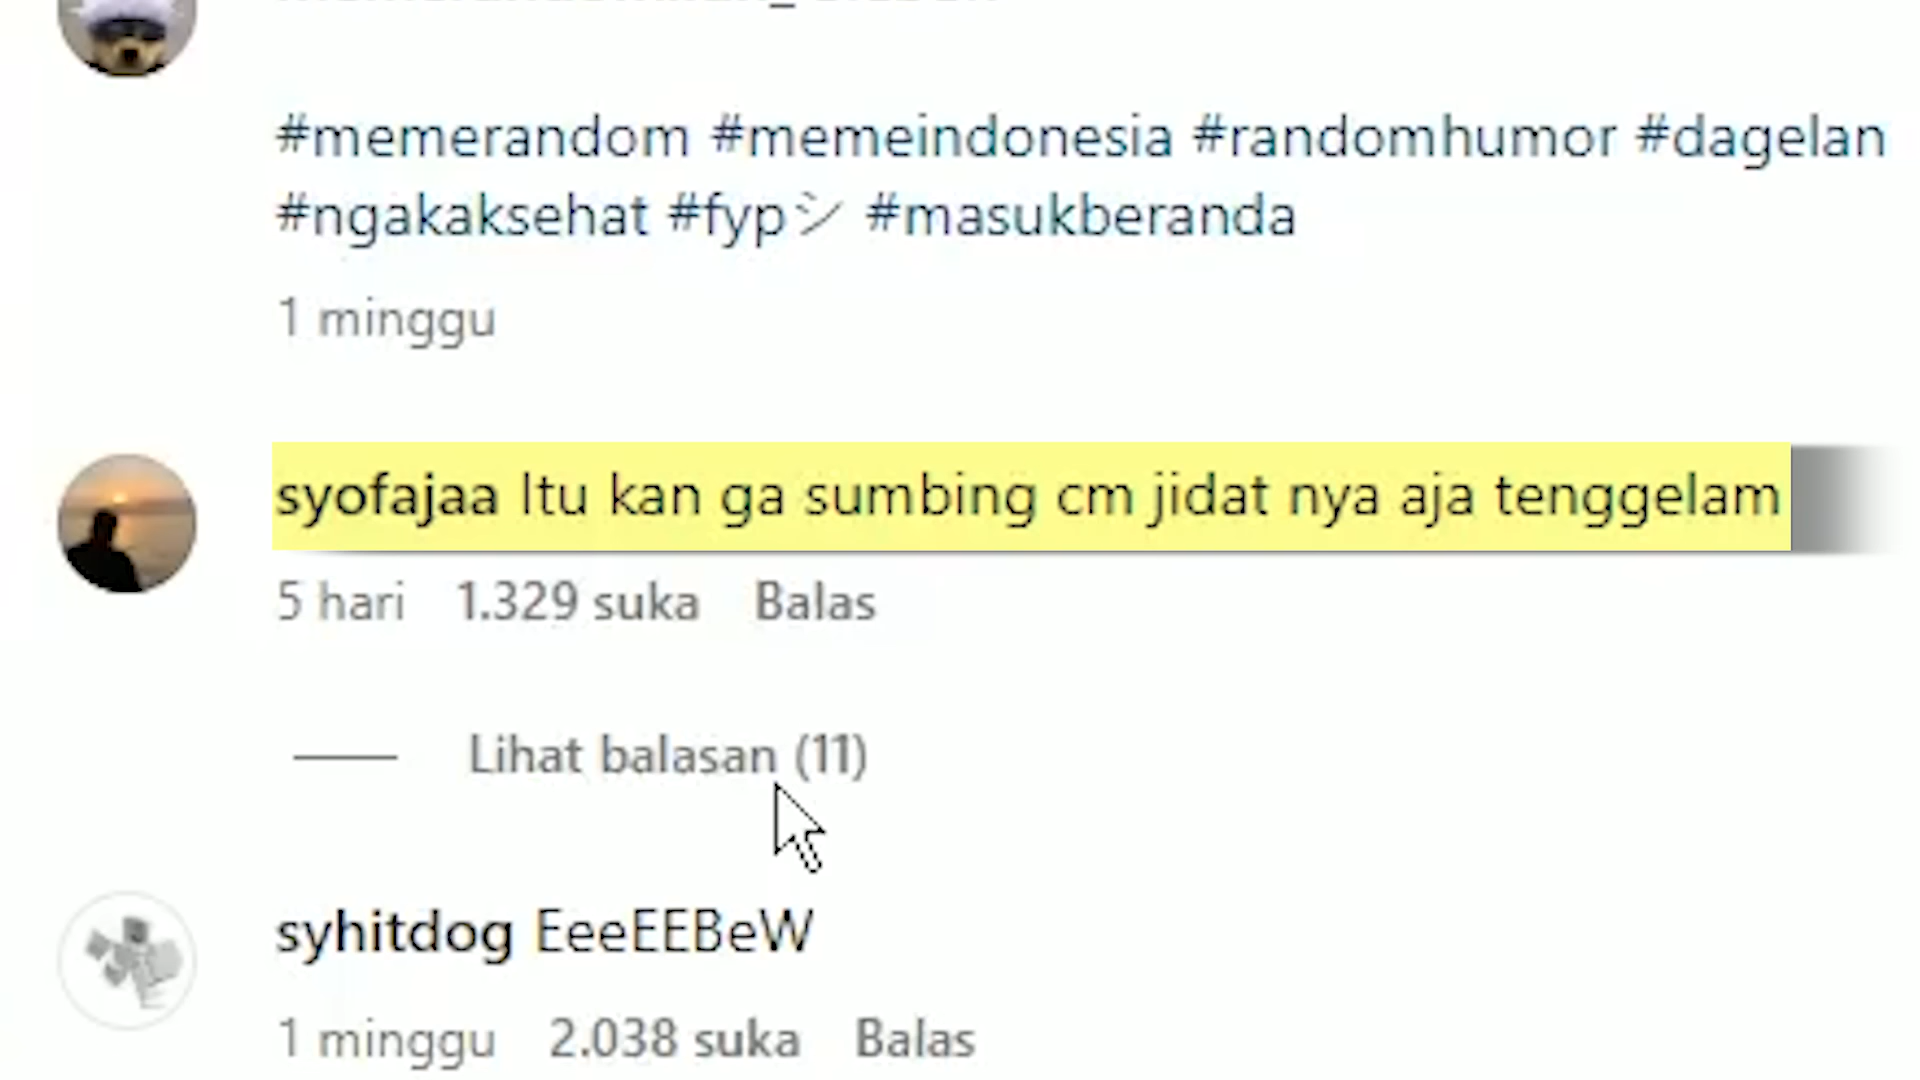 #memerandom #memeindonesia #randomhumor #dagelan
#ngakaksehat #fypシ #masukberanda
1 minggu
syofajaa Itu kan ga sumbing cm jidat nya aja tenggelam
5 hari 1.329 suka Balas
Lihat balasan (11)
syhitdog EeeEEBeW
1 minggu 2.038 suka Balas